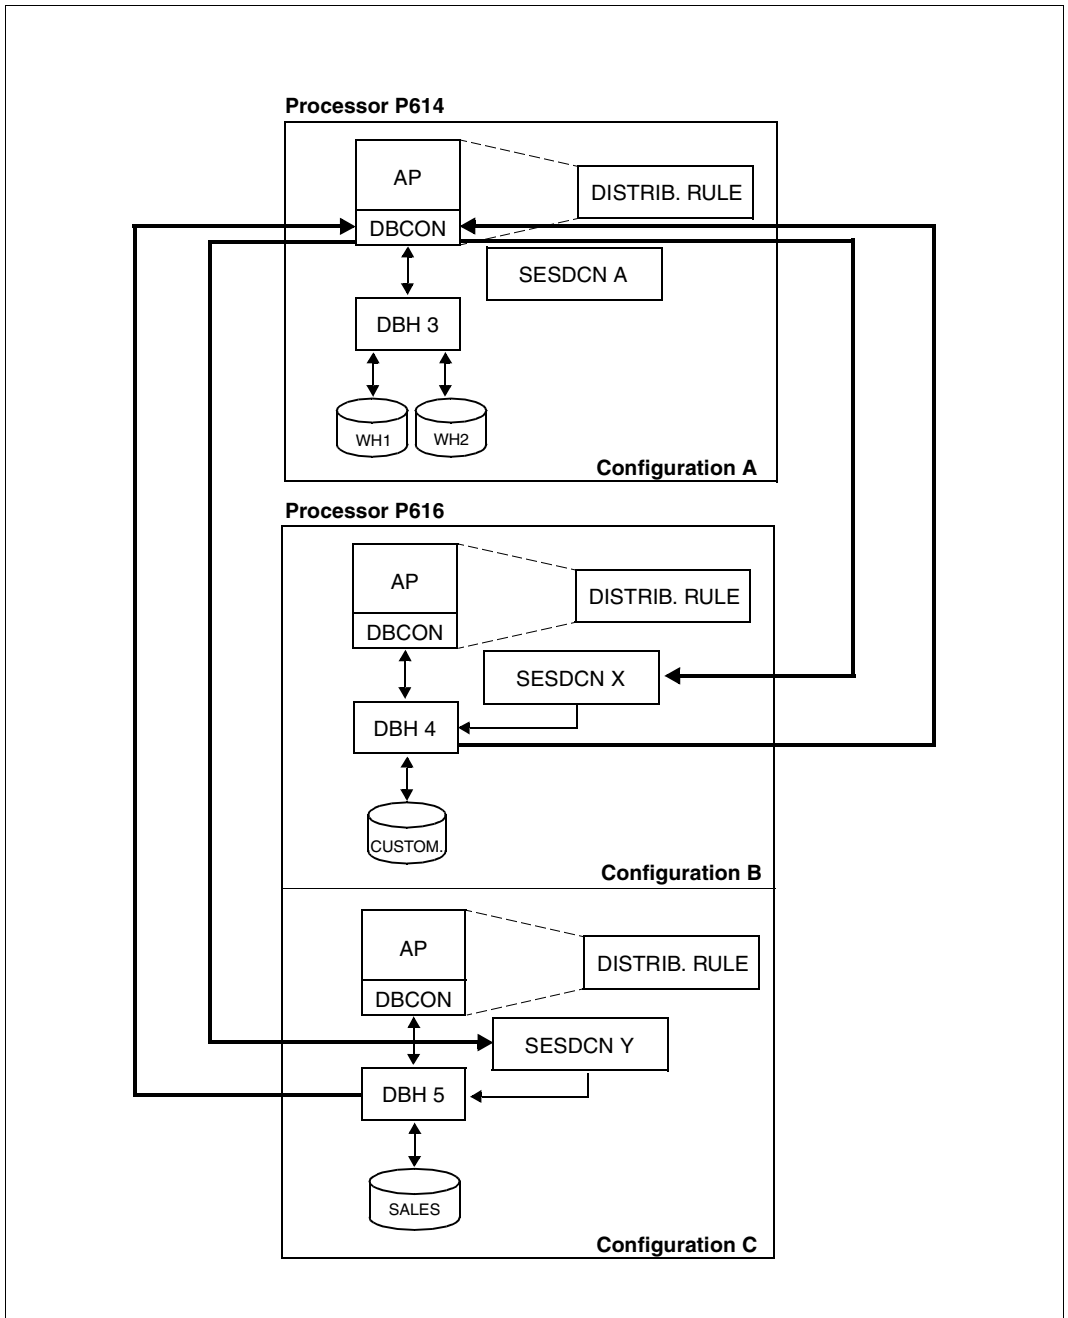 Processor P614
AP
DISTRIB. RULE
DBCON
SESDCN A
DBH 3
WH1
WH2
Configuration A
Processor P616
AP
DISTRIB. RULE
DBCON
SESDCN X
DBH 4
CUSTOM.
Configuration B
AP
DISTRIB. RULE
DBCON
SESDCN Y
DBH 5
SALES
Configuration C